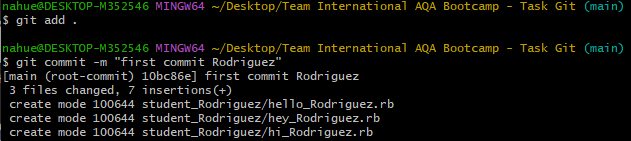 nahue@DESKTOP-M352546 MINGW64 ~/Desktop/Team International AQA Bootcamp - Task Git (main)
$ git add .
nahue@DESKTOP-M352546 MINGW64 ~/Desktop/Team International AQA Bootcamp - Task Git (main)
$ git commit -m "first commit Rodriguez"
[main (root-commit) 10bc86e] first commit Rodriguez
3 files changed, 7 insertions(+)
create mode 100644 student_Rodriguez/hello_Rodriguez.rb
create mode 100644 student_Rodriguez/hey_Rodriguez.rb
create mode 100644 student_Rodriguez/hi_Rodriguez.rb